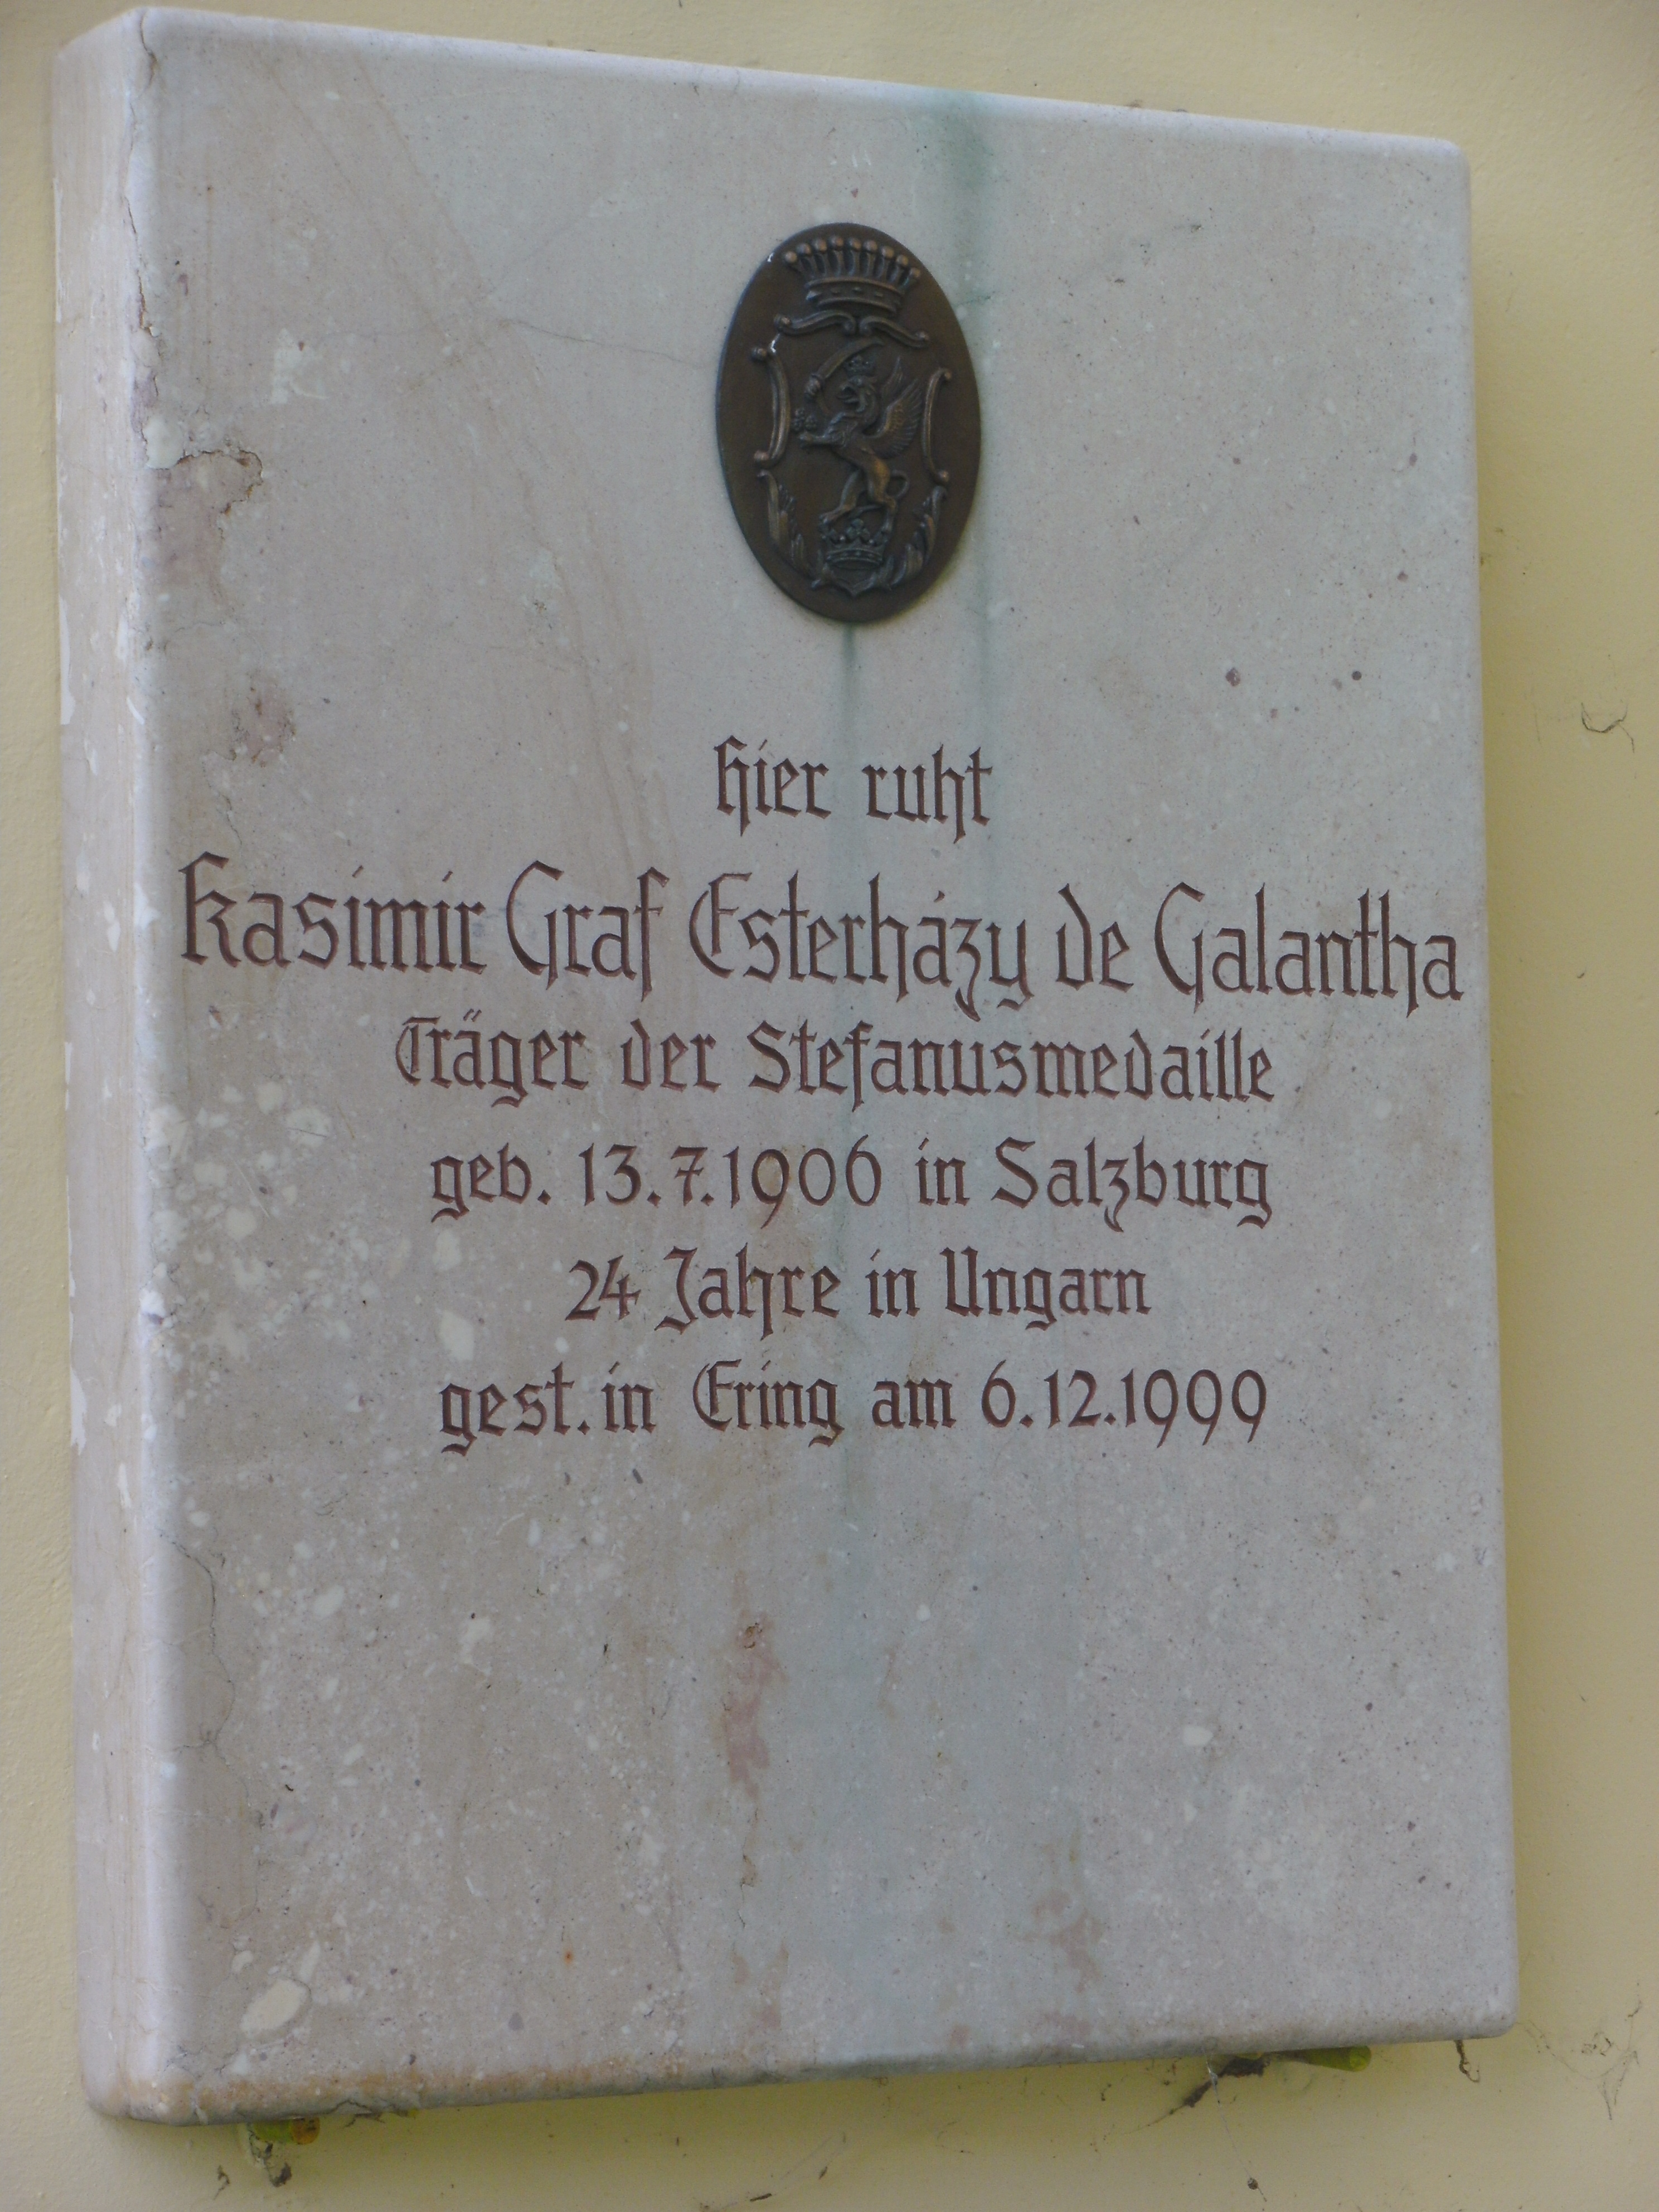 hier ruht
Kasimir Graf Esterházy de Galantha
Träger der Stefanusmedaille
geb. 13.7.1906 in Salzburg
24 Jahre in Ungarn
gest. in Ering am 6.12.1999